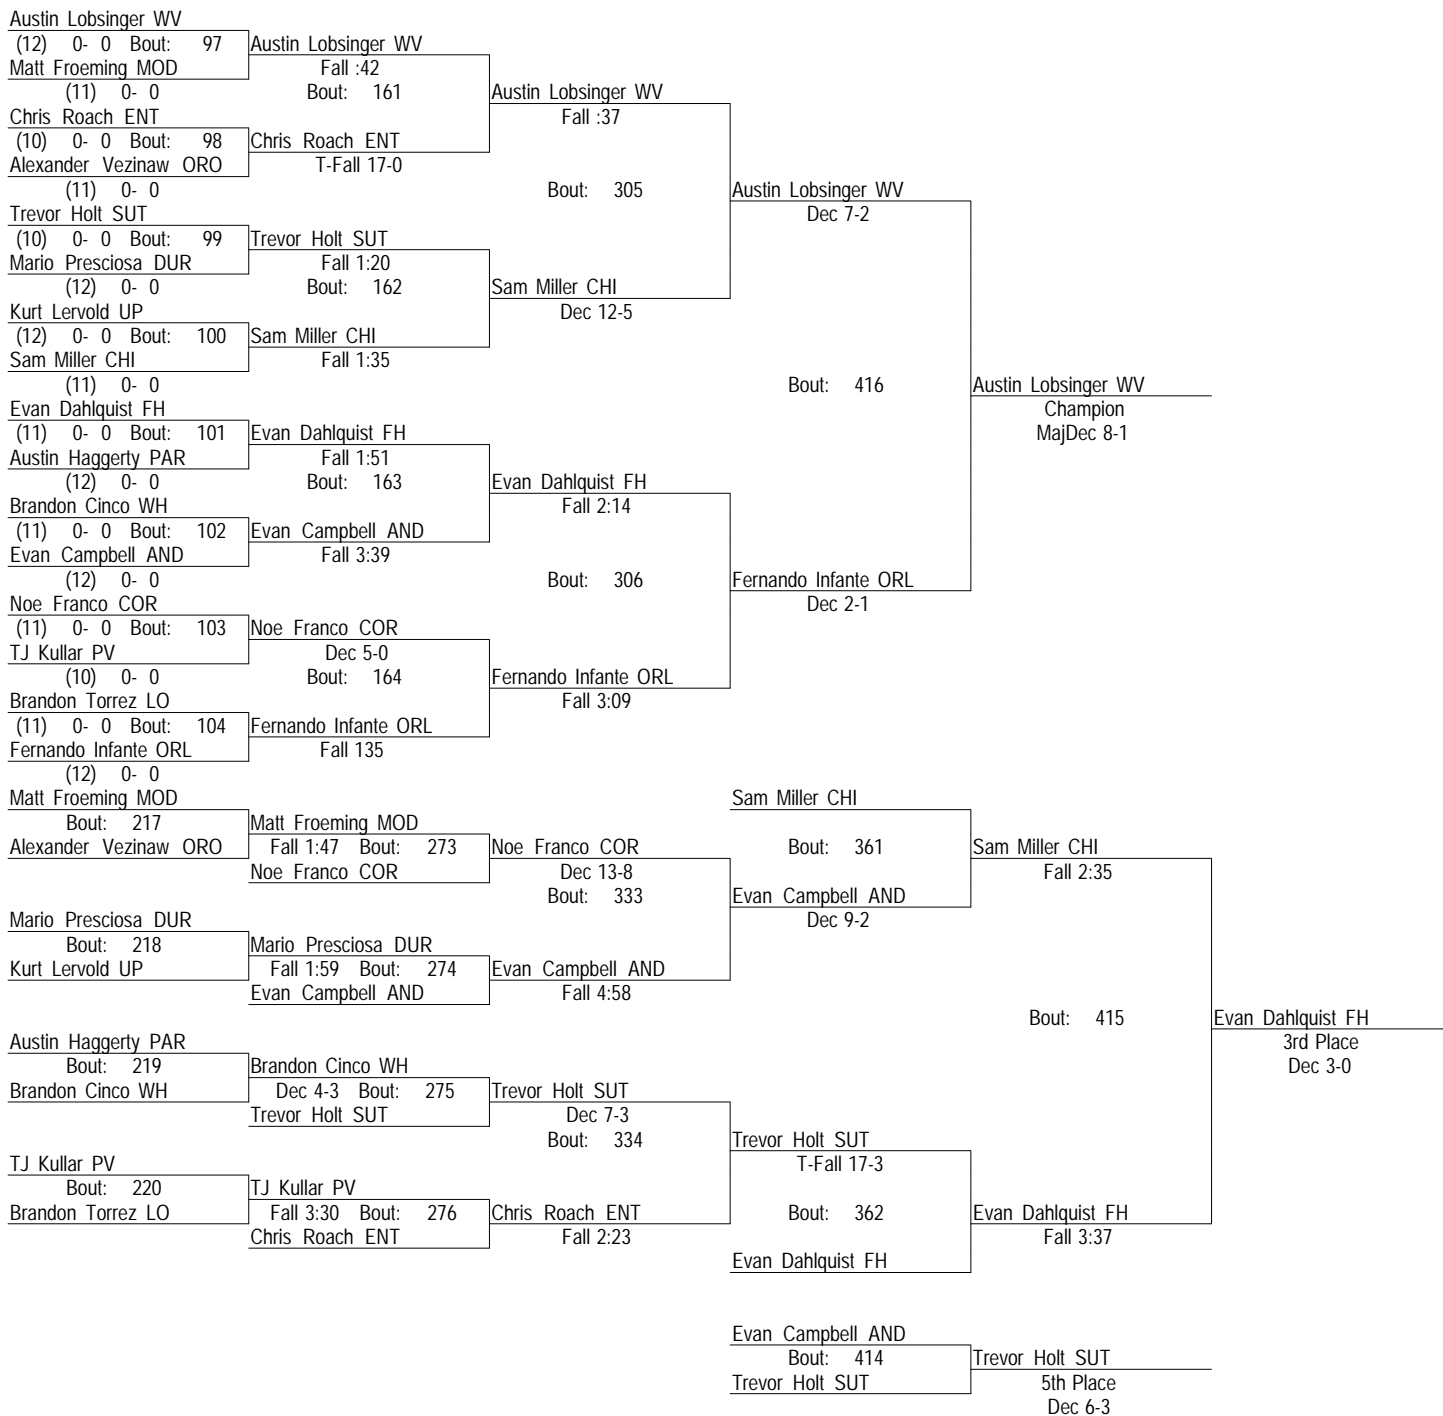 Austin Lobsinger WV
(12) 0- 0 Bout: 97
Austin Lobsinger WV
Matt Froeming MOD
Fall :42
(11) 0- 0
Bout: 161
Austin Lobsinger WV
Chris Roach ENT
Fall :37
(10) 0- 0 Bout: 98
Chris Roach ENT
Alexander Vezinaw ORO
T-Fall 17-0
(11) 0- 0
Bout: 305
Austin Lobsinger WV
Trevor Holt SUT
Dec 7-2
(10) 0- 0 Bout: 99
Trevor Holt SUT
Mario Presciosa DUR
Fall 1:20
(12) 0- 0
Bout: 162
Sam Miller CHI
Kurt Lervold UP
Dec 12-5
(12) 0- 0 Bout: 100
Sam Miller CHI
Sam Miller CHI
Fall 1:35
(11) 0- 0
Bout: 416
Austin Lobsinger WV
Evan Dahlquist FH
Champion
(11) 0- 0 Bout: 101
Evan Dahlquist FH
MajDec 8-1
Austin Haggerty PAR
Fall 1:51
(12) 0- 0
Bout: 163
Evan Dahlquist FH
Brandon Cinco WH
Fall 2:14
(11) 0- 0 Bout: 102
Evan Campbell AND
Evan Campbell AND
Fall 3:39
(12) 0- 0
Bout: 306
Fernando Infante ORL
Noe Franco COR
Dec 2-1
(11) 0- 0 Bout: 103
Noe Franco COR
TJ Kullar PV
Dec 5-0
(10) 0- 0
Bout: 164
Fernando Infante ORL
Brandon Torrez LO
Fall 3:09
(11) 0- 0 Bout: 104
Fernando Infante ORL
Fernando Infante ORL
Fall 135
(12) 0- 0
Matt Froeming MOD
Sam Miller CHI
Bout: 217
Matt Froeming MOD
Alexander Vezinaw ORO
Fall 1:47 Bout: 273
Noe Franco COR
Bout: 361
Sam Miller CHI
Noe Franco COR
Dec 13-8
Fall 2:35
Bout: 333
Evan Campbell AND
Mario Presciosa DUR
Dec 9-2
Bout: 218
Mario Presciosa DUR
Kurt Lervold UP
Fall 1:59 Bout: 274
Evan Campbell AND
Evan Campbell AND
Fall 4:58
Bout: 415
Evan Dahlquist FH
Austin Haggerty PAR
3rd Place
Bout: 219
Brandon Cinco WH
Dec 3-0
Brandon Cinco WH
Dec 4-3 Bout: 275
Trevor Holt SUT
Trevor Holt SUT
Dec 7-3
Bout: 334
Trevor Holt SUT
TJ Kullar PV
T-Fall 17-3
Bout: 220
TJ Kullar PV
Brandon Torrez LO
Fall 3:30 Bout: 276
Chris Roach ENT
Bout: 362
Evan Dahlquist FH
Chris Roach ENT
Fall 2:23
Fall 3:37
Evan Dahlquist FH
Evan Campbell AND
Bout: 414
Trevor Holt SUT
Trevor Holt SUT
5th Place
Dec 6-3